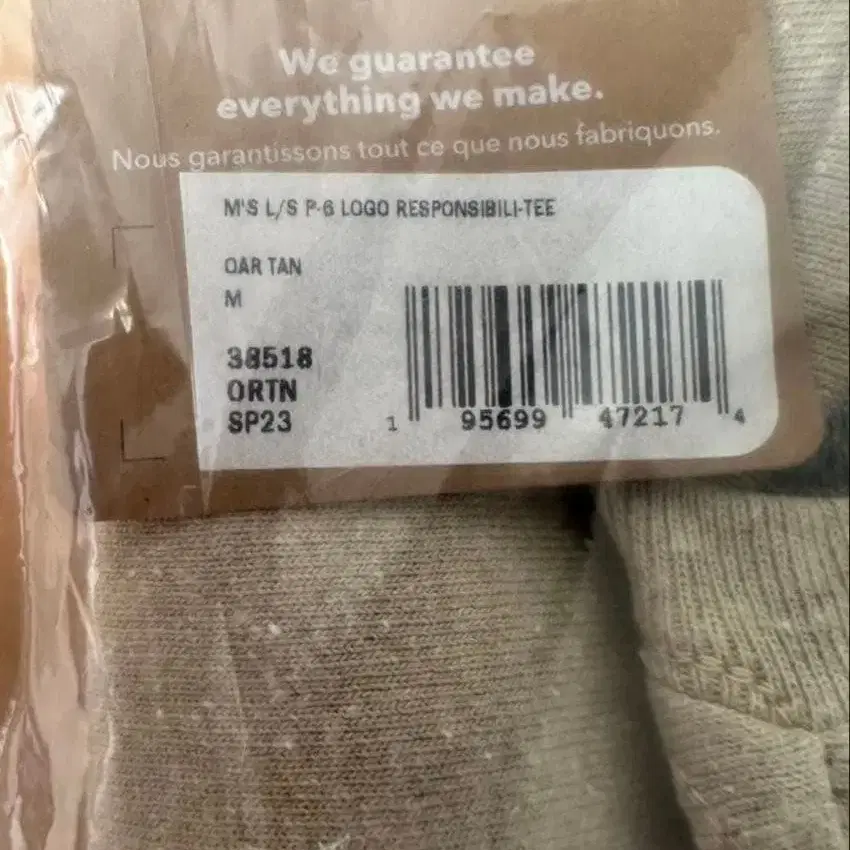 We guarantee
everything we make.
Nous garantissons tout ce que nous fabriquons.
M'S L/S P-6 LOGO RESPONSIBILI-TEE
OAR TAN
M
38518
ORTN
SP23
1 95699 47217 4